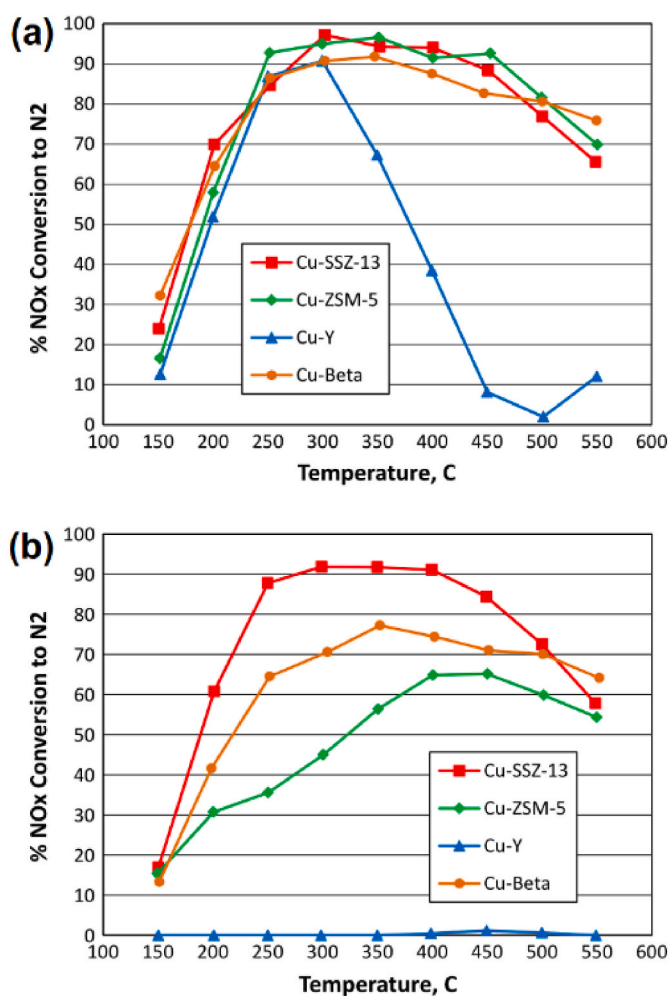 (a)
% NOx Conversion to N2
100
90
80
70
60
50
40
30
20
10
0
Cu-SSZ-13
Cu-ZSM-5
Cu-Y
Cu-Beta
100 150 200 250 300 350 400 450 500 550 600
Temperature, C
(b)
% NOx Conversion to N2
100
90
80
70
60
50
40
30
20
10
0
Cu-SSZ-13
Cu-ZSM-5
Cu-Y
Cu-Beta
100 150 200 250 300 350 400 450 500 550 600
Temperature, C